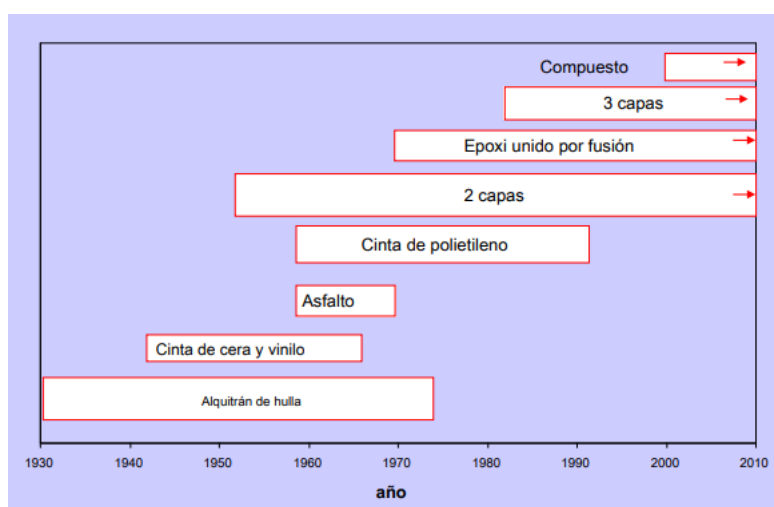 Compuesto
3 capas
Epoxi unido por fusión
2 capas
Cinta de polietileno
Asfalto
Cinta de cera y vinilo
Alquitrán de hulla
1930 1940 1950 1960 1970 1980 1990 2000 2010
año